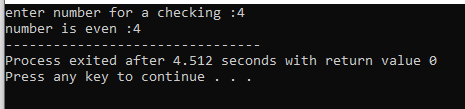 enter number for a checking :4
number is even :4
--------------------------------
Process exited after 4.512 seconds with return value 0
Press any key to continue . . .